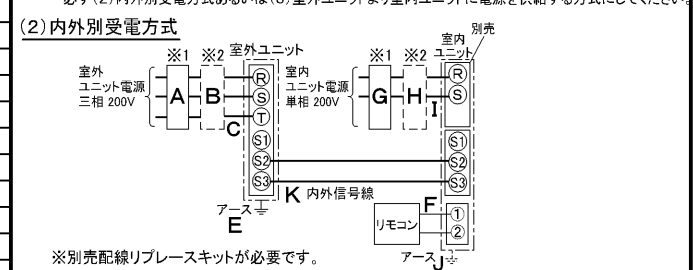 必ず(2)内外別受電方式あるいは(3)室外ユニットより室内ユニットに電源を供給する方式にしてください。
(2)内外別受電方式
※1 ※2 室外ユニット
室外
ユニット電源
三相 200V
A B C
R
S
T
S1
S2
S3
アース
E
※1 ※2
室内
ユニット
別売
室内
ユニット電源
単相 200V
G H I
R
S
S1
S2
S3
K 内外信号線
リモコン
F
①
②
アース J
※別売配線リプレースキットが必要です。